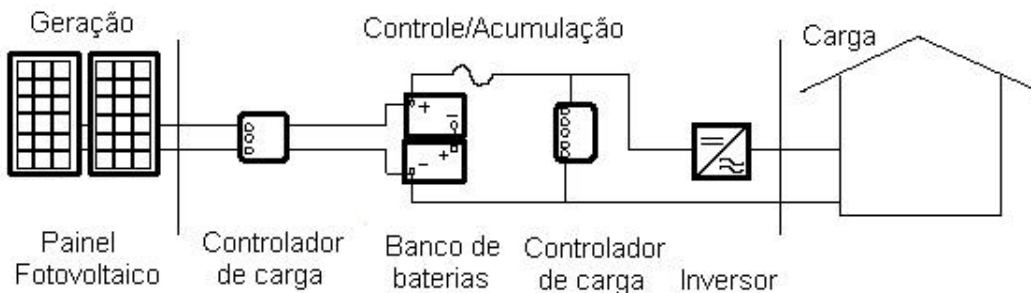 Geração
Controle/Acumulação
Carga
+
-
+
-
Painel
Fotovoltaico
Controlador
de carga
Banco de
baterias
Controlador
de carga
Inversor